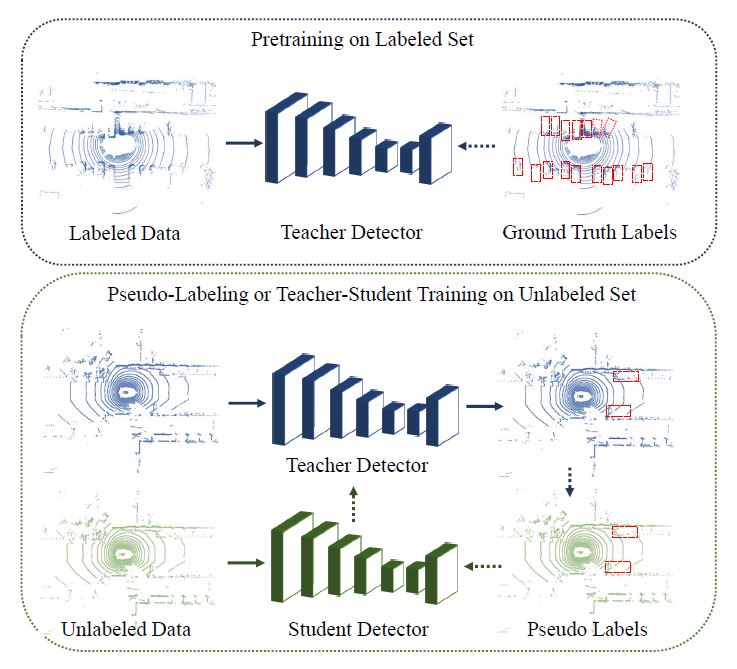 Pretraining on Labeled Set
Labeled Data
Teacher Detector
Ground Truth Labels
Pseudo-Labeling or Teacher-Student Training on Unlabeled Set
Teacher Detector
Unlabeled Data
Student Detector
Pseudo Labels